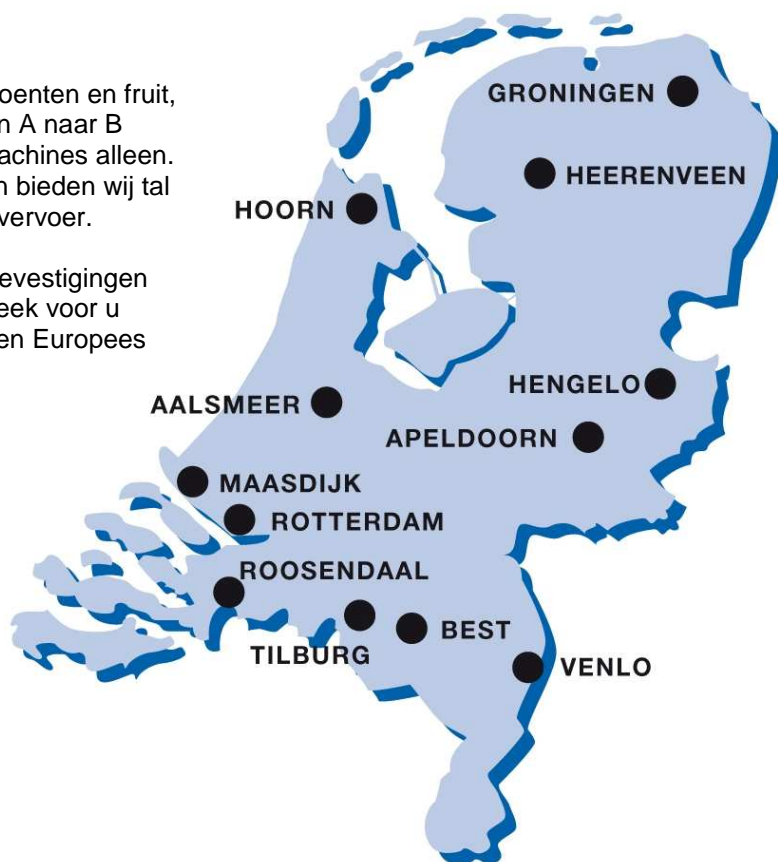 oenten en fruit,
n A naar B
achines alleen.
n bieden wij tal
vervoer.
evestigingen
eek voor u
en Europees
GRONINGEN
HEERENVEEN
HOORN
HENGELO
AALSMEER
APELDOORN
MAASDIJK
ROTTERDAM
ROOSENDAAL
BEST
TILBURG
VENLO